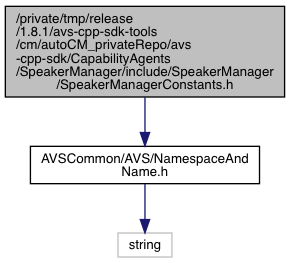 /private/tmp/release
/1.8.1/avs-cpp-sdk-tools
/cm/autoCM_privateRepo/avs
-cpp-sdk/CapabilityAgents
/SpeakerManager/include/SpeakerManager
/SpeakerManagerConstants.h
AVSCommon/AVS/NamespaceAnd
Name.h
string